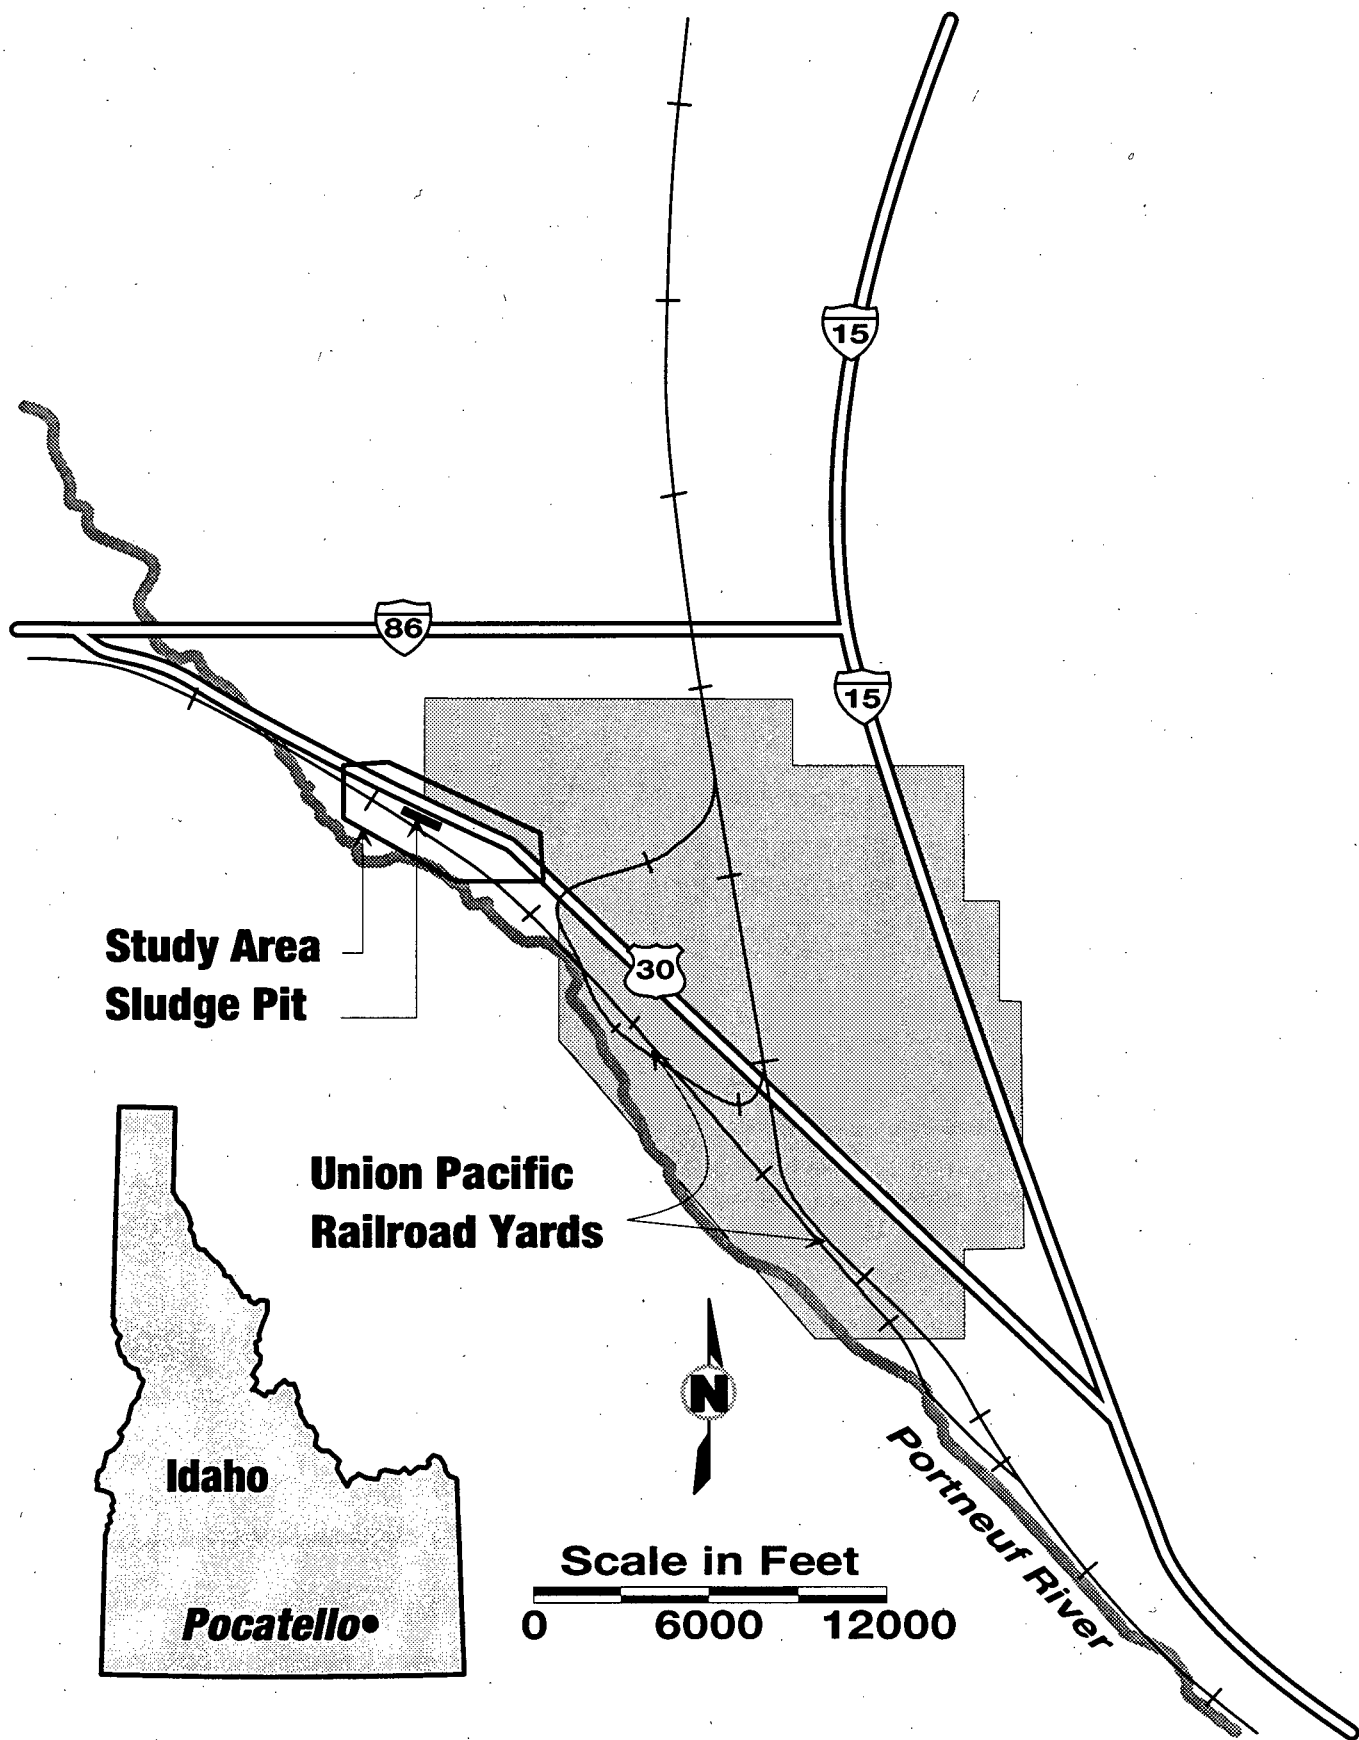 15
86
15
Study Area
Sludge Pit
30
Union Pacific
Railroad Yards
N
Idaho
Pocatello
Portneuf River
Scale in Feet
0 6000 12000